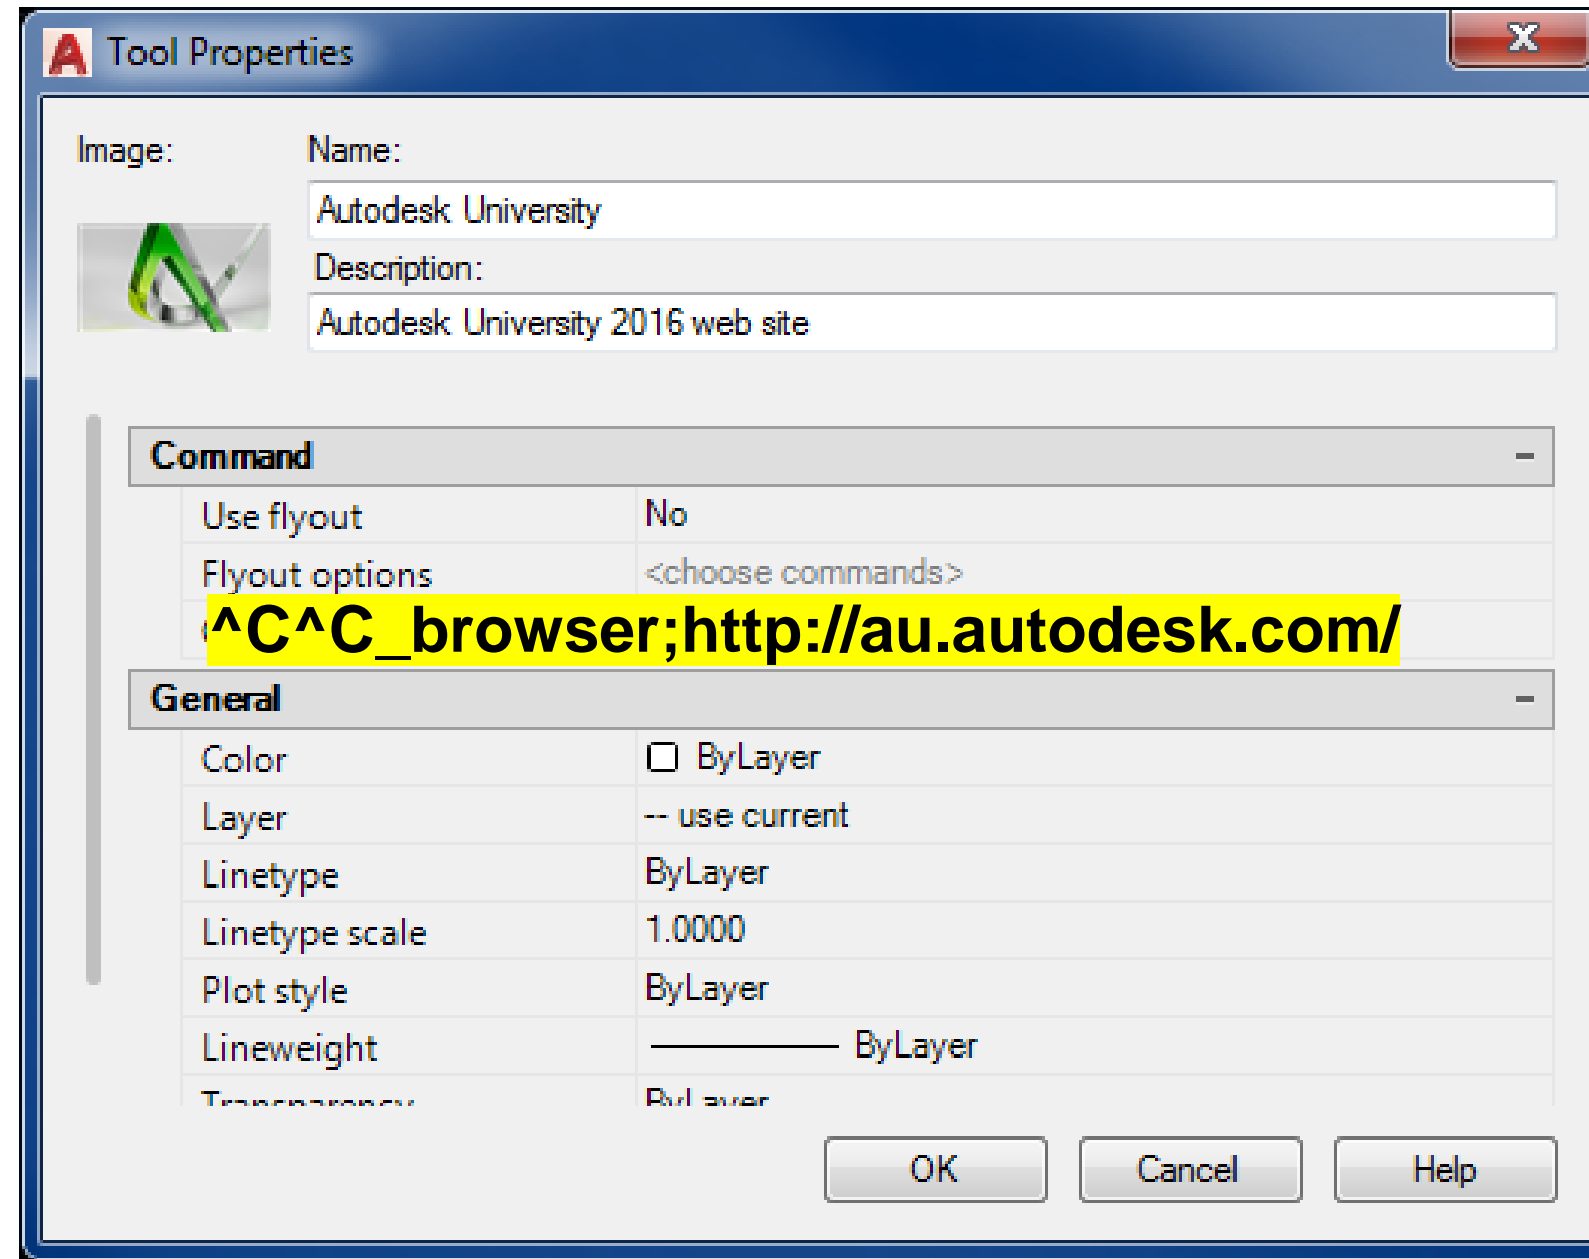 Tool Properties
Image:
Name:
Autodesk University
Description:
Autodesk University 2016 web site
Command
Use flyout No
Flyout options <choose commands>
^C^C_browser;http://au.autodesk.com/
General
Color ByLayer
Layer -- use current
Linetype ByLayer
Linetype scale 1.0000
Plot style ByLayer
Lineweight ByLayer
Transparency ByLayer
OK Cancel Help